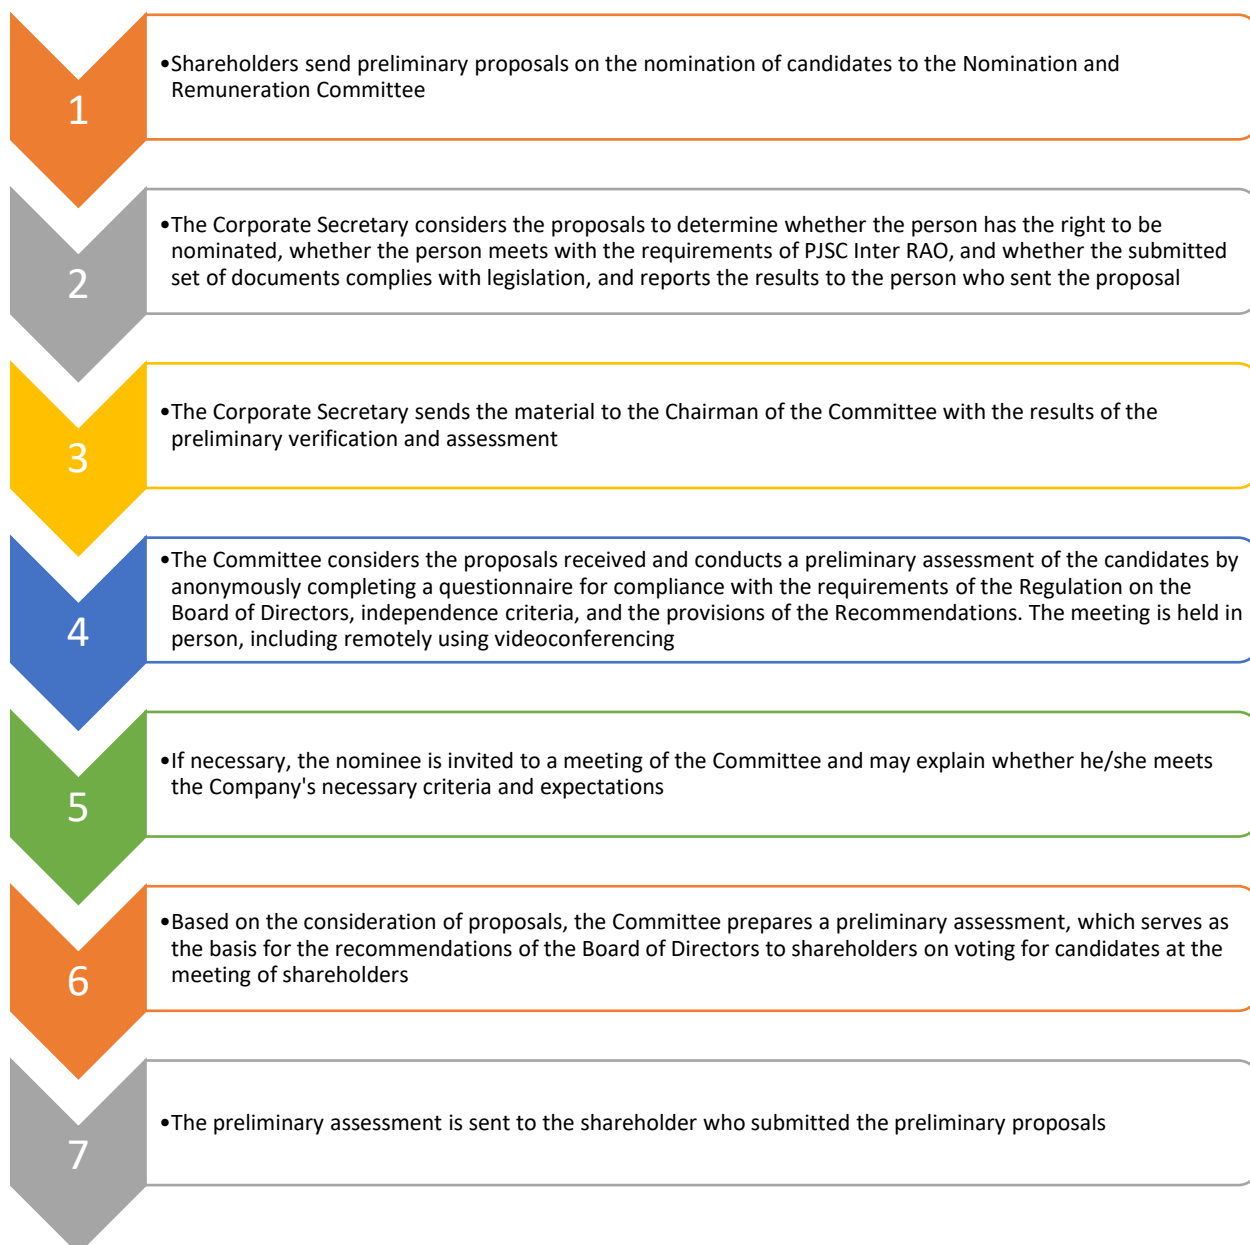 1
•Shareholders send preliminary proposals on the nomination of candidates to the Nomination and
Remuneration Committee
2
•The Corporate Secretary considers the proposals to determine whether the person has the right to be
nominated, whether the person meets with the requirements of PJSC Inter RAO, and whether the submitted
set of documents complies with legislation, and reports the results to the person who sent the proposal
3
•The Corporate Secretary sends the material to the Chairman of the Committee with the results of the
preliminary verification and assessment
4
•The Committee considers the proposals received and conducts a preliminary assessment of the candidates by
anonymously completing a questionnaire for compliance with the requirements of the Regulation on the
Board of Directors, independence criteria, and the provisions of the Recommendations. The meeting is held in
person, including remotely using videoconferencing
5
•If necessary, the nominee is invited to a meeting of the Committee and may explain whether he/she meets
the Company's necessary criteria and expectations
6
•Based on the consideration of proposals, the Committee prepares a preliminary assessment, which serves as
the basis for the recommendations of the Board of Directors to shareholders on voting for candidates at the
meeting of shareholders
7
•The preliminary assessment is sent to the shareholder who submitted the preliminary proposals